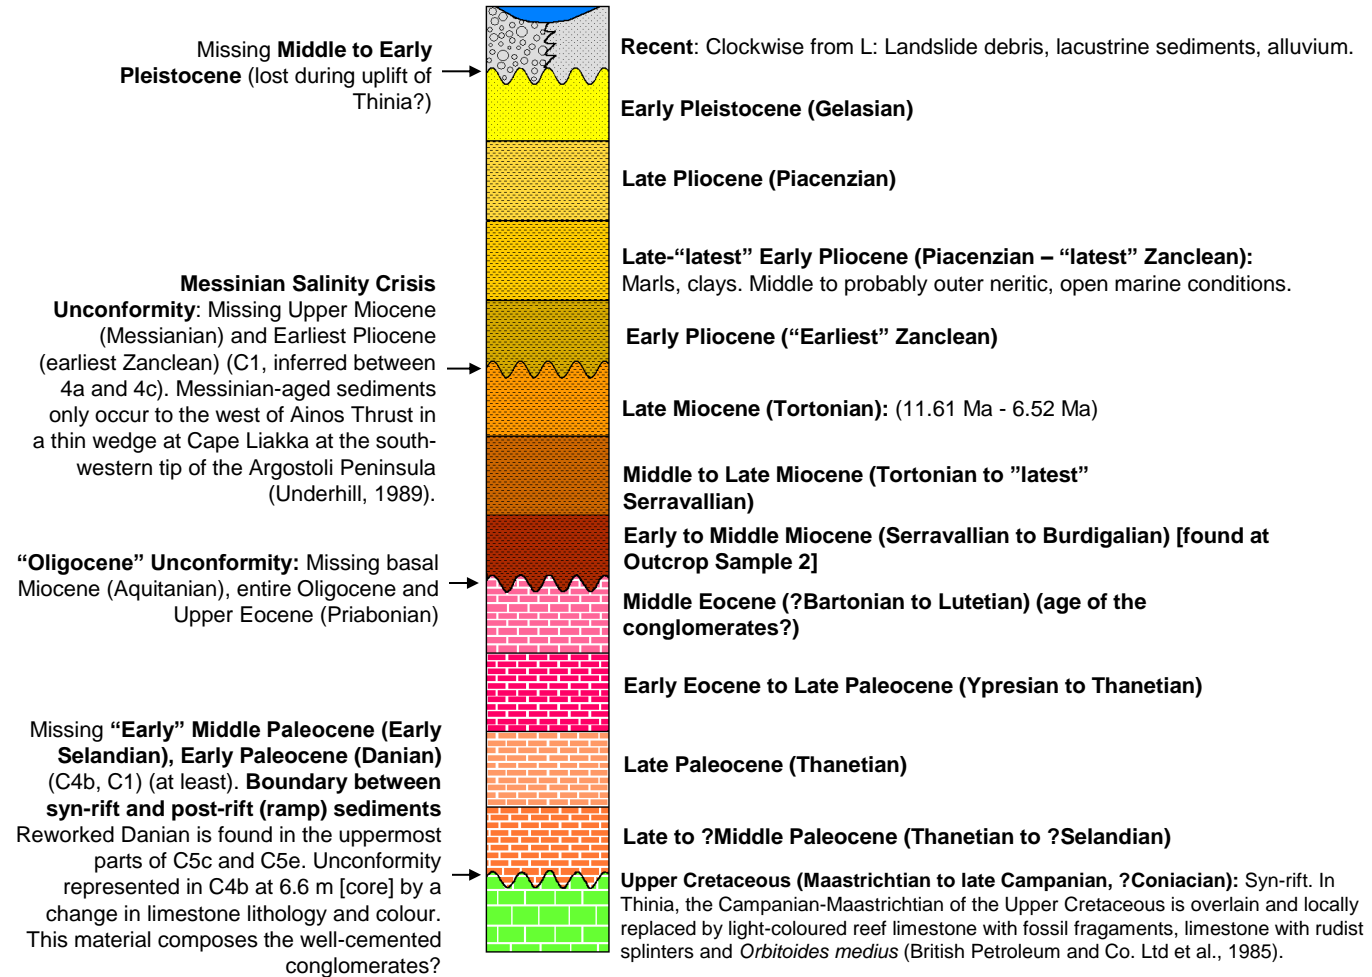 Missing Middle to Early
Pleistocene (lost during uplift of
Thinia?)
Recent: Clockwise from L: Landslide debris, lacustrine sediments, alluvium.
Early Pleistocene (Gelasian)
Late Pliocene (Piacenzian)
Late-“latest” Early Pliocene (Piacenzian – “latest” Zanclean):
Marls, clays. Middle to probably outer neritic, open marine conditions.
Messinian Salinity Crisis
Unconformity: Missing Upper Miocene
(Messianian) and Earliest Pliocene
(earliest Zanclean) (C1, inferred between
4a and 4c). Messinian-aged sediments
only occur to the west of Ainos Thrust in
a thin wedge at Cape Liakka at the south-
western tip of the Argostoli Peninsula
(Underhill, 1989).
Early Pliocene (“Earliest” Zanclean)
Late Miocene (Tortonian): (11.61 Ma - 6.52 Ma)
Middle to Late Miocene (Tortonian to ”latest”
Serravallian)
Early to Middle Miocene (Serravallian to Burdigalian) [found at
Outcrop Sample 2]
“Oligocene” Unconformity: Missing basal
Miocene (Aquitanian), entire Oligocene and
Upper Eocene (Priabonian)
Middle Eocene (?Bartonian to Lutetian) (age of the
conglomerates?)
Early Eocene to Late Paleocene (Ypresian to Thanetian)
Late Paleocene (Thanetian)
Late to ?Middle Paleocene (Thanetian to ?Selandian)
Missing “Early” Middle Paleocene (Early
Selandian), Early Paleocene (Danian)
(C4b, C1) (at least). Boundary between
syn-rift and post-rift (ramp) sediments
Reworked Danian is found in the uppermost
parts of C5c and C5e. Unconformity
represented in C4b at 6.6 m [core] by a
change in limestone lithology and colour.
This material composes the well-cemented
conglomerates?
Upper Cretaceous (Maastrichtian to late Campanian, ?Coniacian): Syn-rift. In
Thinia, the Campanian-Maastrichtian of the Upper Cretaceous is overlain and locally
replaced by light-coloured reef limestone with fossil fragaments, limestone with rudist
splinters and Orbitoides medius (British Petroleum and Co. Ltd et al., 1985).